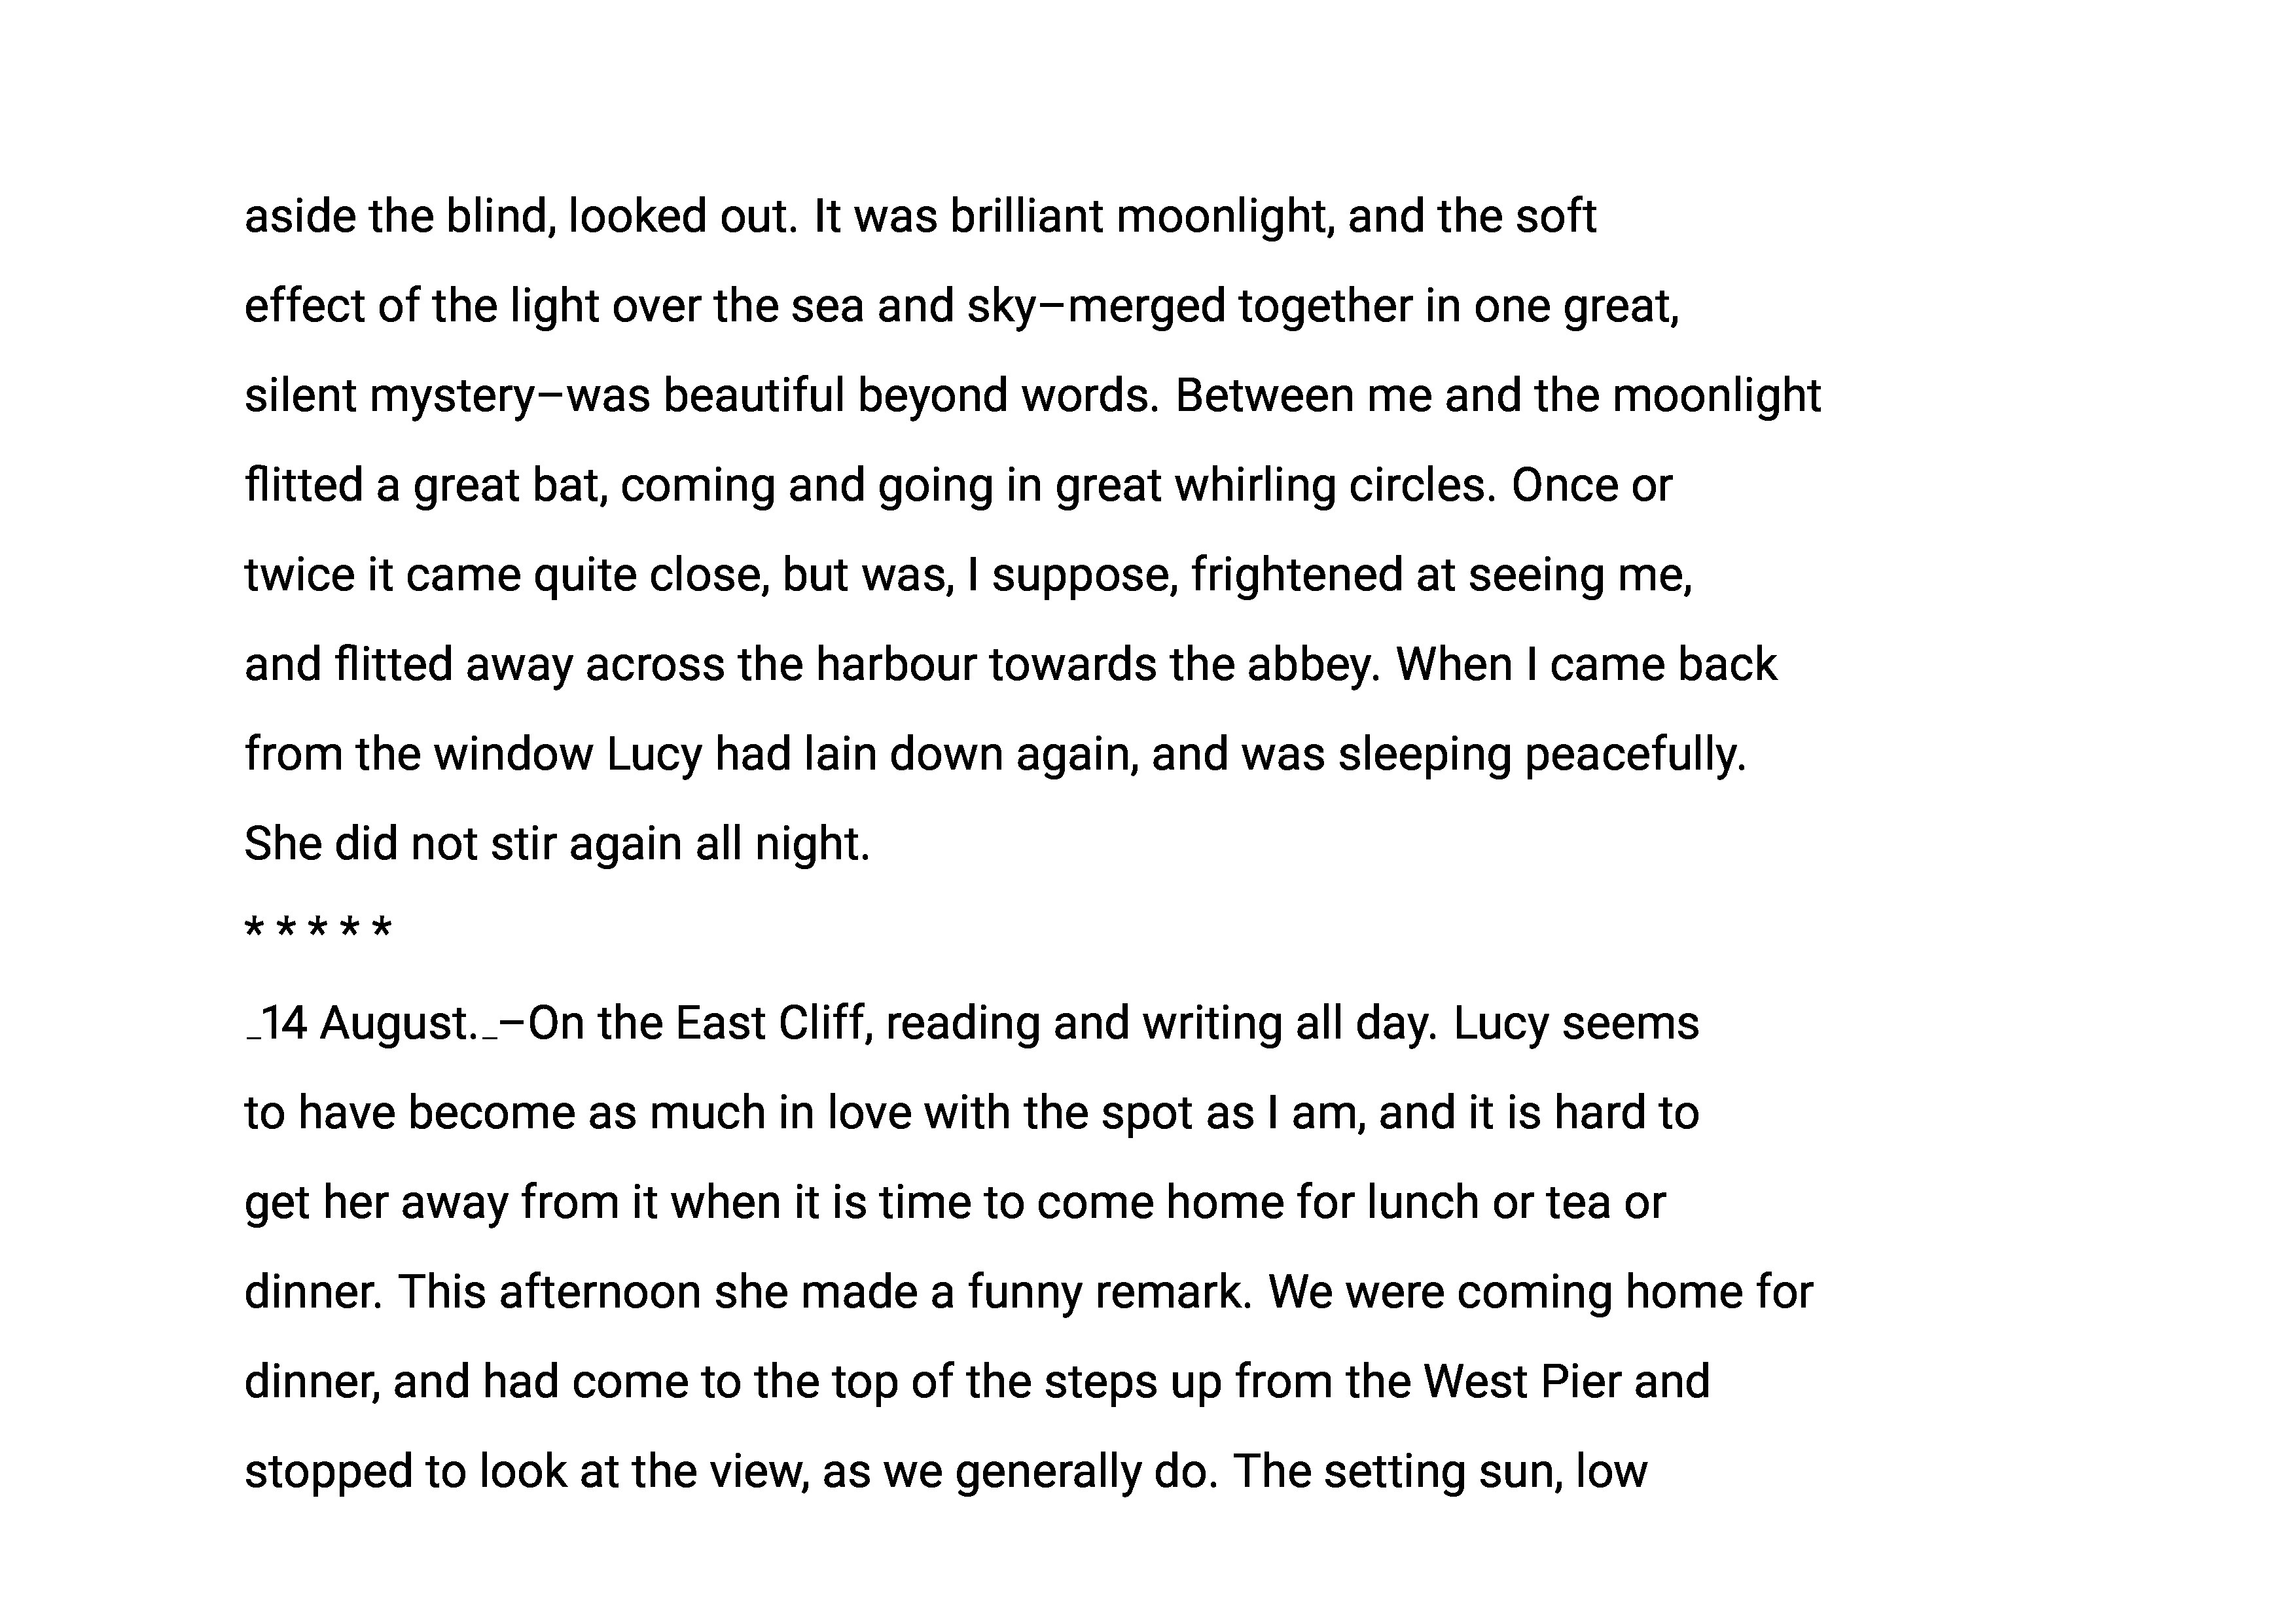 aside the blind, looked out. It was brilliant moonlight, and the soft
effect of the light over the sea and sky–merged together in one great,
silent mystery–was beautiful beyond words. Between me and the moonlight
flitted a great bat, coming and going in great whirling circles. Once or
twice it came quite close, but was, I suppose, frightened at seeing me,
and flitted away across the harbour towards the abbey. When I came back
from the window Lucy had lain down again, and was sleeping peacefully.
She did not stir again all night.
* * * * *
_14 August._–On the East Cliff, reading and writing all day. Lucy seems
to have become as much in love with the spot as I am, and it is hard to
get her away from it when it is time to come home for lunch or tea or
dinner. This afternoon she made a funny remark. We were coming home for
dinner, and had come to the top of the steps up from the West Pier and
stopped to look at the view, as we generally do. The setting sun, low